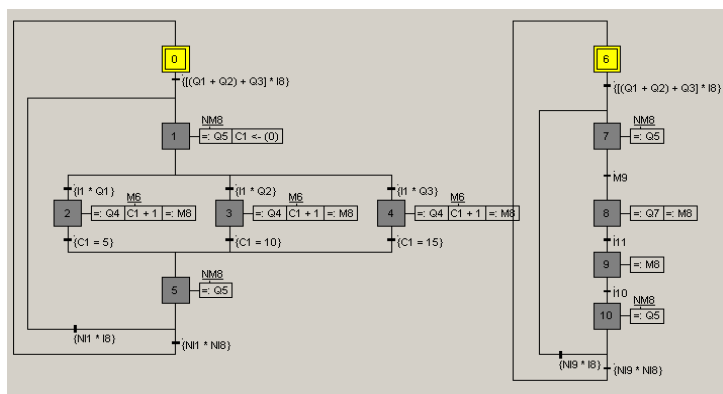 0
{[(Q1 + Q2) + Q3] * I8}
NM8
1
=: Q5 C1 <- (0)
{I1 * Q1}
{I1 * Q2}
{I1 * Q3}
M6
M6
M6
2
=: Q4 C1 + 1 =: M8
3
=: Q4 C1 + 1 =: M8
4
=: Q4 C1 + 1 =: M8
{C1 = 5}
{C1 = 10}
{C1 = 15}
NM8
5
=: Q5
{NI1 * I8}
{NI1 * NI8}
6
{[(Q1 + Q2) + Q3] * I8}
NM8
7
=: Q5
M9
8
=: Q7 =: M8
I11
9
=: M8
I10
NM8
10
=: Q5
{NI9 * I8}
{NI9 * NI8}